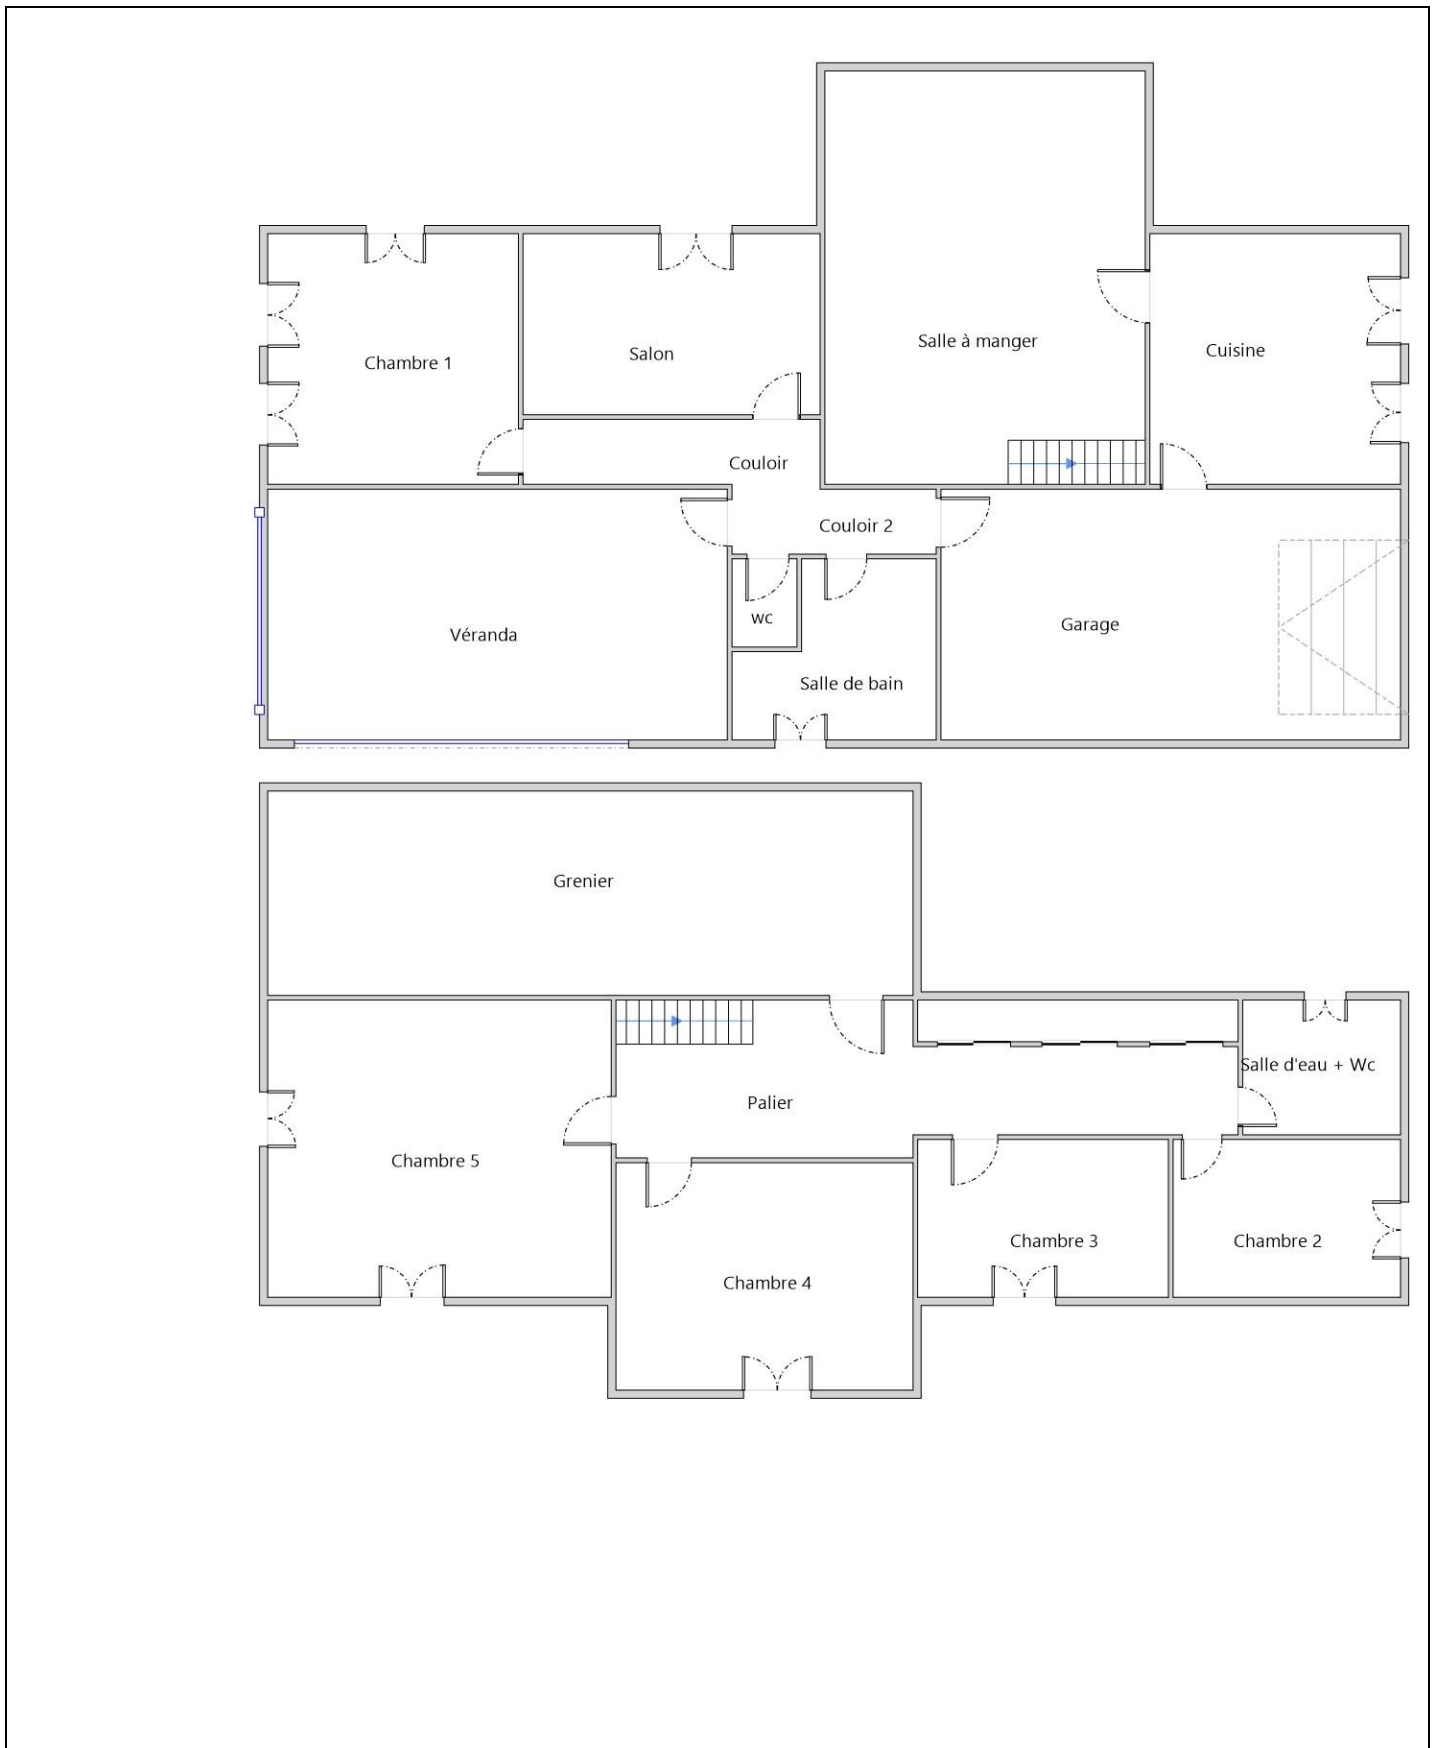 Salle à manger
Chambre 1
Salon
Cuisine
Couloir
Couloir 2
Véranda
wc
Garage
Salle de bain
Grenier
Salle d'eau + Wc
Palier
Chambre 5
Chambre 3
Chambre 2
Chambre 4